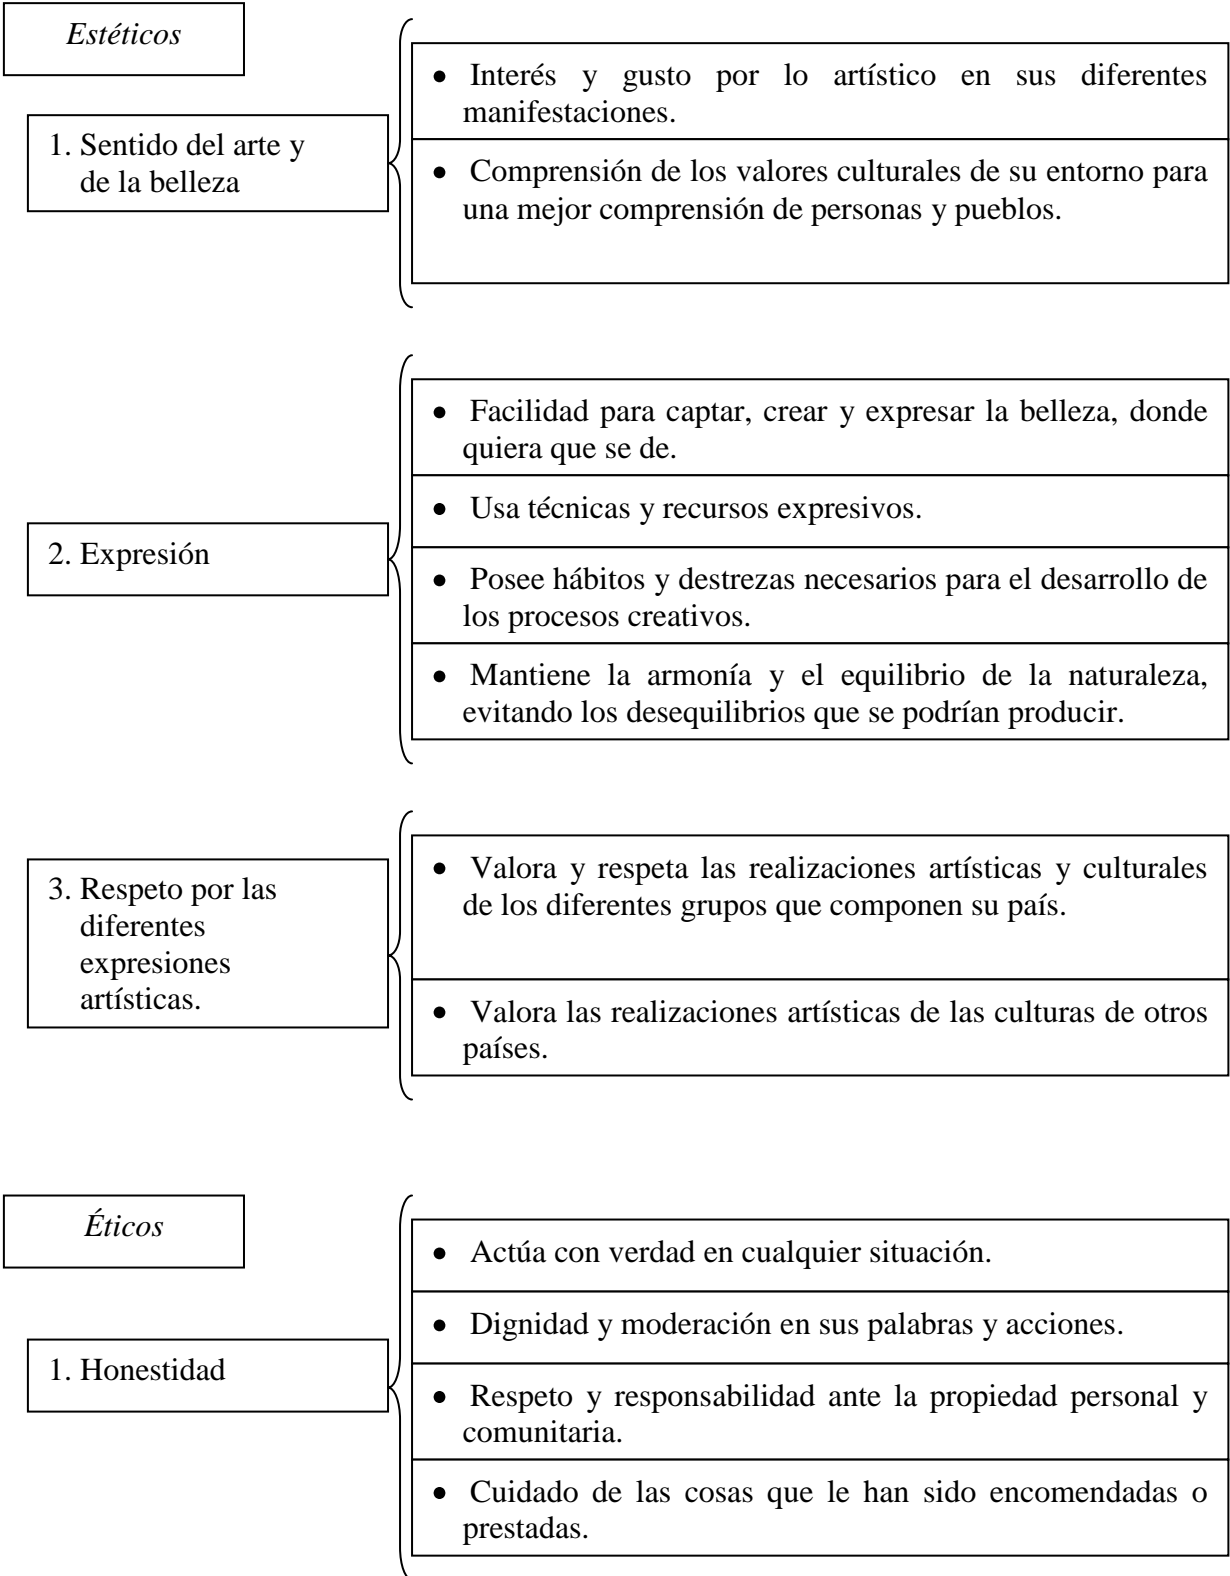 Estéticos
1. Sentido del arte y
de la belleza
• Interés y gusto por lo artístico en sus diferentes
manifestaciones.
• Comprensión de los valores culturales de su entorno para
una mejor comprensión de personas y pueblos.
2. Expresión
• Facilidad para captar, crear y expresar la belleza, donde
quiera que se de.
• Usa técnicas y recursos expresivos.
• Posee hábitos y destrezas necesarios para el desarrollo de
los procesos creativos.
• Mantiene la armonía y el equilibrio de la naturaleza,
evitando los desequilibrios que se podrían producir.
3. Respeto por las
diferentes
expresiones
artísticas.
• Valora y respeta las realizaciones artísticas y culturales
de los diferentes grupos que componen su país.
• Valora las realizaciones artísticas de las culturas de otros
países.
Éticos
1. Honestidad
• Actúa con verdad en cualquier situación.
• Dignidad y moderación en sus palabras y acciones.
• Respeto y responsabilidad ante la propiedad personal y
comunitaria.
• Cuidado de las cosas que le han sido encomendadas o
prestadas.